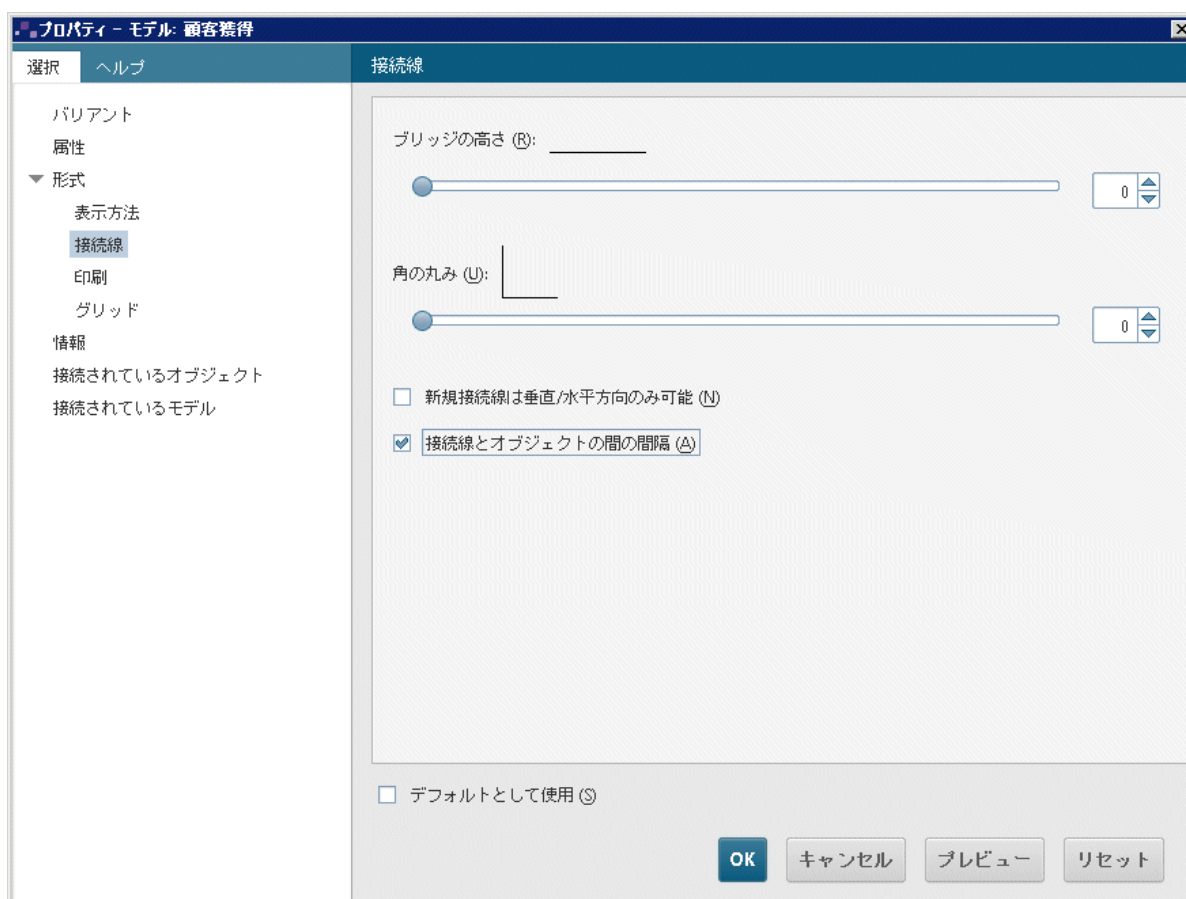 プロパティ - モデル: 顧客獲得
選択 ヘルプ
接続線
バリアント
属性
形式
表示方法
接続線
印刷
グリッド
情報
接続されているオブジェクト
接続されているモデル
ブリッジの高さ (R):
0
角の丸み (U):
0
新規接続線は垂直/水平方向のみ可能 (N)
接続線とオブジェクトの間の間隔 (A)
デフォルトとして使用 (S)
OK キャンセル プレビュー リセット